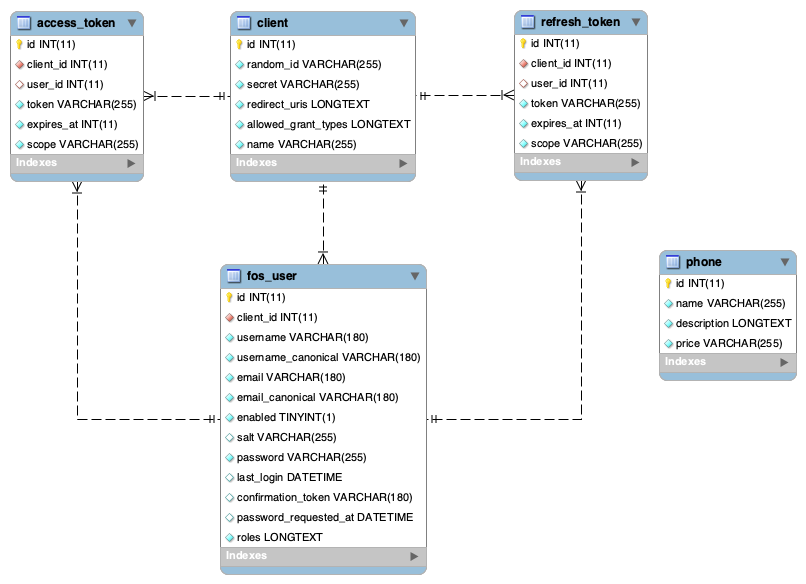 access_token
id INT(11)
client_id INT(11)
user_id INT(11)
token VARCHAR(255)
expires_at INT(11)
scope VARCHAR(255)
Indexes
client
id INT(11)
random_id VARCHAR(255)
secret VARCHAR(255)
redirect_uris LONGTEXT
allowed_grant_types LONGTEXT
name VARCHAR(255)
Indexes
refresh_token
id INT(11)
client_id INT(11)
user_id INT(11)
token VARCHAR(255)
expires_at INT(11)
scope VARCHAR(255)
Indexes
fos_user
id INT(11)
client_id INT(11)
username VARCHAR(180)
username_canonical VARCHAR(180)
email VARCHAR(180)
email_canonical VARCHAR(180)
enabled TINYINT(1)
salt VARCHAR(255)
password VARCHAR(255)
last_login DATETIME
confirmation_token VARCHAR(180)
password_requested_at DATETIME
roles LONGTEXT
Indexes
phone
id INT(11)
name VARCHAR(255)
description LONGTEXT
price VARCHAR(255)
Indexes